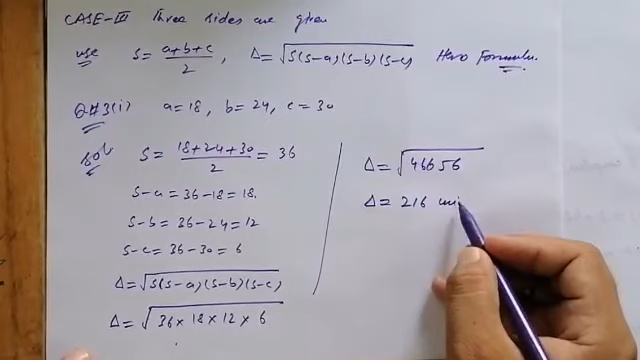 CASE-III Three sides are given
use S = a+b+c/2 , Δ = √S(S-a)(S-b)(S-c) Hero Formula.
Q#3(i) a=18, b=24, c=30
Sol S = 18+24+30/2 = 36
S-a = 36-18 = 18.
S-b = 36-24 = 12
S-c = 36-30 = 6
Δ = √S(S-a)(S-b)(S-c)
Δ = √36×18×12×6
Δ = √46656
Δ = 216 uni